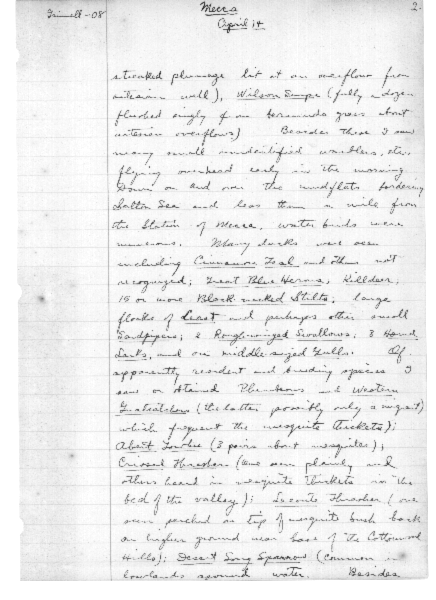 Grinnell - 08
Mecca
2.
April 14
streaked plumage lit at an overflow from
artesian well), Wilson Snipe (fully a dozen
flushed singly from bermuda grass about
artesian overflows) Besides these I saw
many small unidentified warblers, etc.
flying overhead early in the morning
Down on and over the mudflats bordering
Salton Sea and less than a mile from
the Station of Mecca, water birds were
numerous. Many ducks were seen
including Cinnamon Teal and others not
recognized; Great Blue Herons, Killdeer,
15 or more Black-necked Stilts, large
flocks of Least and perhaps other small
Sandpipers; 2 Rough-winged Swallows, 3 Horned
Larks, and one middle-sized Gulls. Of
apparently resident and breeding species I
saw or obtained Plumbeous and Western
Gnatcatchers (the latter possibly only a migrant)
which frequent the mesquite thickets);
Abert Towhee (3 pairs about mesquites),
Crissal Thrasher (one seen plainly and
others heard in mesquite thickets in the
bed of the valley); Leconte Thrasher (one
seen perched on top of mesquite bush back
on higher ground near base of the Cottonwood
Hills); Desert Song Sparrow (common in
lowlands around water. Besides